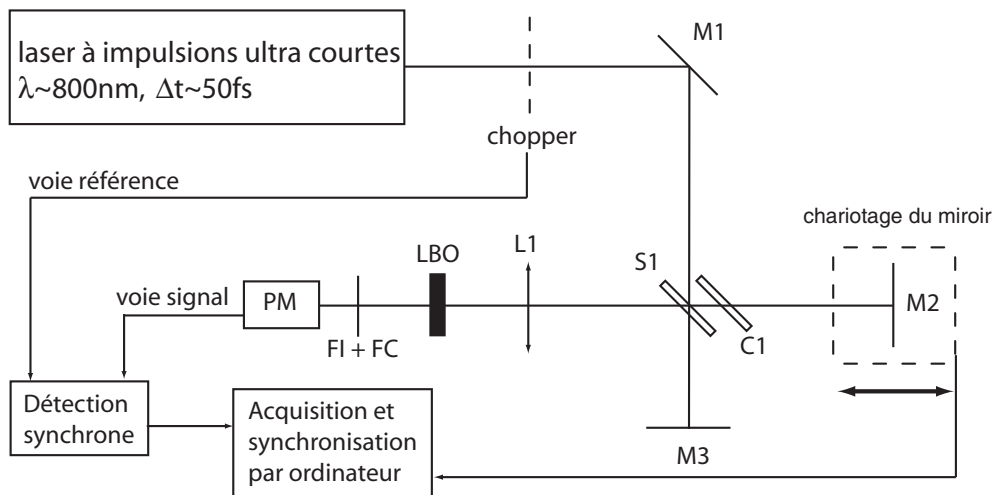 laser à impulsions ultra courtes
λ~800nm, Δt~50fs
M1
chopper
voie référence
chariotage du miroir
L1
LBO
S1
voie signal
PM
M2
FI + FC
C1
Détection
synchrone
Acquisition et
synchronisation
par ordinateur
M3